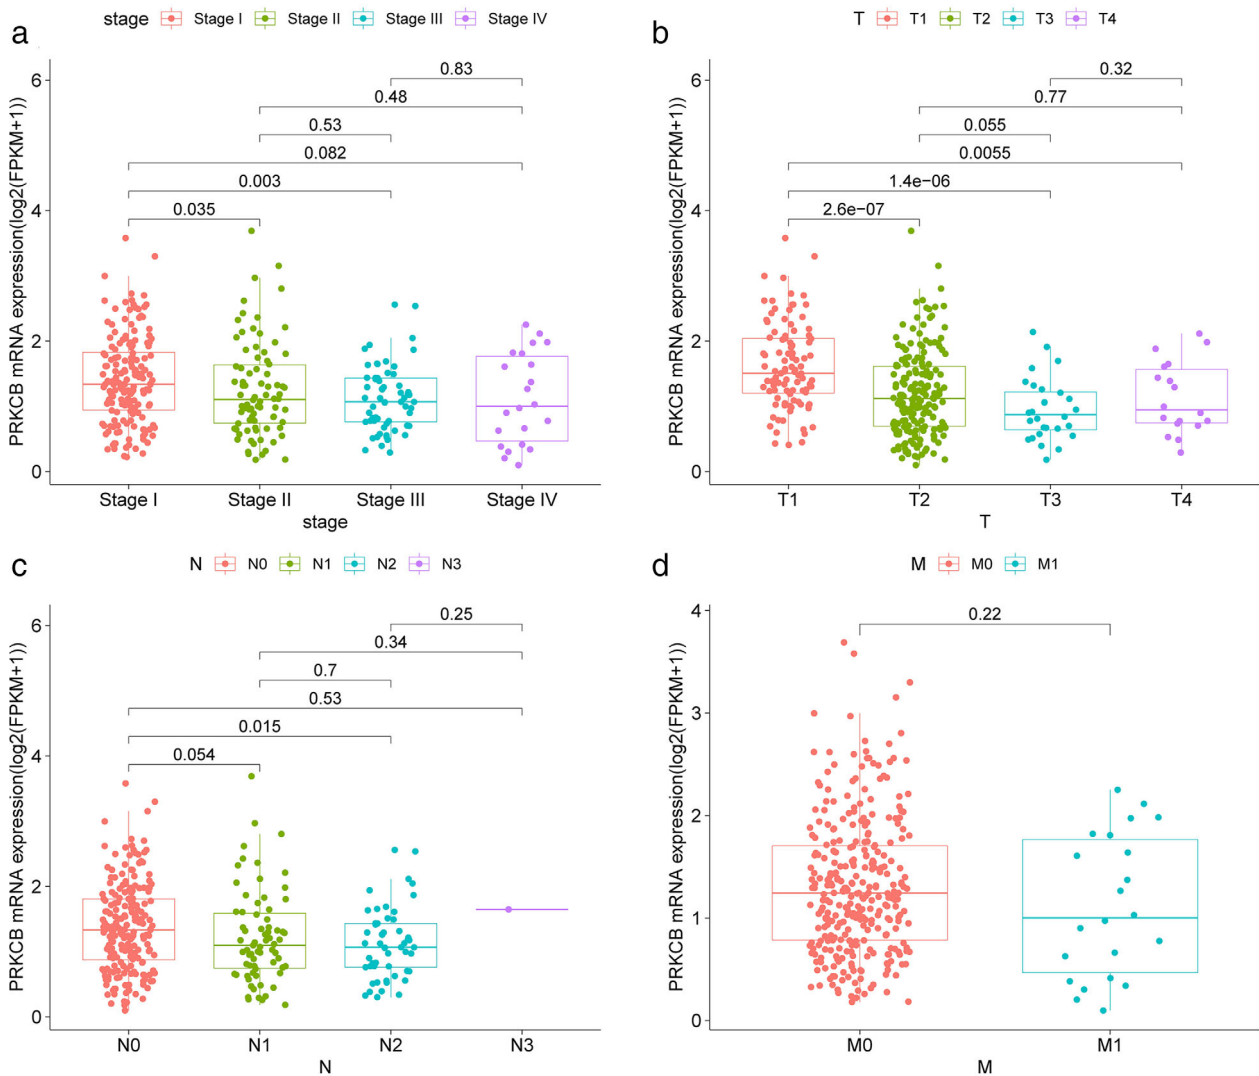 a
stage Stage I Stage II Stage III Stage IV
PRKCB mRNA expression(log2(FPKM+1))
6
4
2
0
0.83
0.48
0.53
0.082
0.003
0.035
Stage I Stage II Stage III Stage IV
stage
b
T T1 T2 T3 T4
PRKCB mRNA expression(log2(FPKM+1))
6
4
2
0
0.32
0.77
0.055
0.0055
1.4e−06
2.6e−07
T1 T2 T3 T4
T
c
N N0 N1 N2 N3
PRKCB mRNA expression(log2(FPKM+1))
6
4
2
0
0.25
0.34
0.7
0.53
0.015
0.054
N0 N1 N2 N3
N
d
M M0 M1
PRKCB mRNA expression(log2(FPKM+1))
4
3
2
1
0
0.22
M0 M1
M